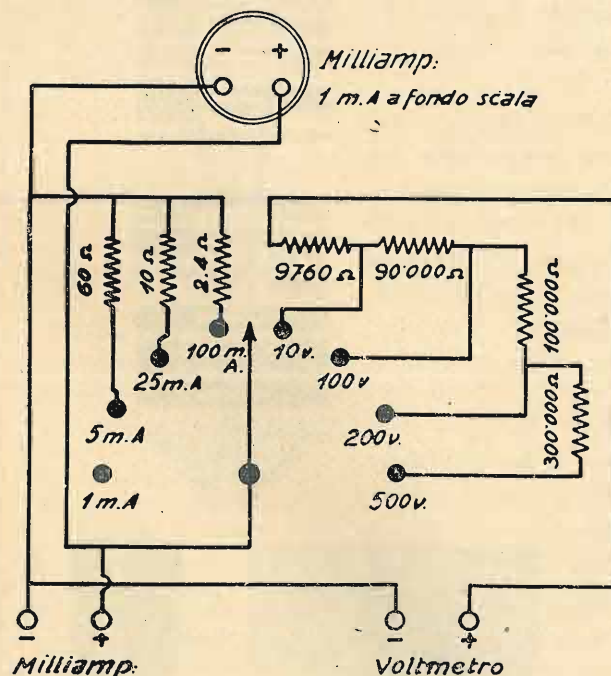 - +
Milliamp:
1 m.A a fondo scala
60 Ω
10 Ω
2.4 Ω
9760 Ω
90'000 Ω
100'000 Ω
300'000 Ω
100 m.
A.
10 v.
25 m.A
100 v
5 m.A
200 v.
1 m.A
500 v.
- +
- +
Milliamp:
Voltmetro